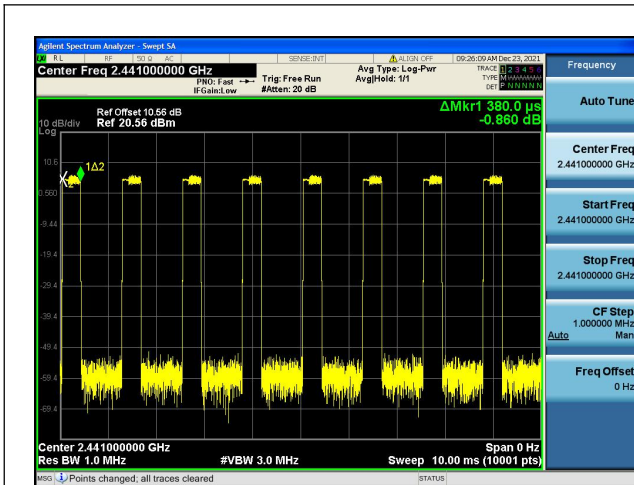 Agilent Spectrum Analyzer - Swept SA
RL RF 50 Ω AC SENSE:INT ALIGN OFF 09:26:09 AM Dec 23, 2021
Center Freq 2.441000000 GHz
PNO: Fast
IFGain:Low
Trig: Free Run
#Atten: 20 dB
Avg Type: Log-Pwr
Avg|Hold: 1/1
TRACE 1 2 3 4 5 6
TYPE M
DET P N N N N N
Frequency
Ref Offset 10.56 dB
10 dB/div Ref 20.56 dBm
Log
ΔMkr1 380.0 µs
-0.860 dB
10.6
1Δ2
0.560
-9.44
-19.4
-29.4
-39.4
-49.4
-59.4
-69.4
Center 2.441000000 GHz Span 0 Hz
Res BW 1.0 MHz #VBW 3.0 MHz Sweep 10.00 ms (10001 pts)
MSG Points changed; all traces cleared STATUS
Auto Tune
Center Freq
2.441000000 GHz
Start Freq
2.441000000 GHz
Stop Freq
2.441000000 GHz
CF Step
1.000000 MHz
Auto Man
Freq Offset
0 Hz